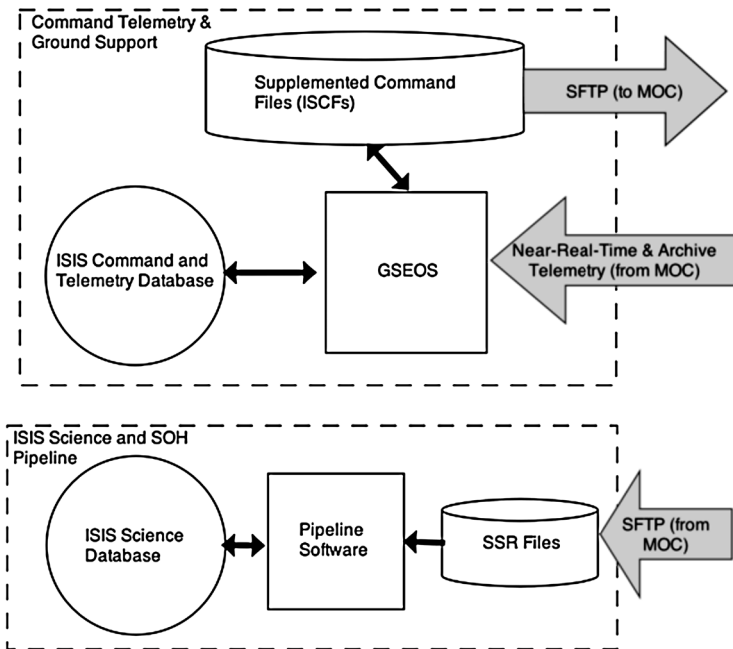 Command Telemetry &
Ground Support
Supplemented Command
Files (ISCFs)
SFTP (to MOC)
ISIS Command and
Telemetry Database
GSEOS
Near-Real-Time & Archive
Telemetry (from MOC)
ISIS Science and SOH
Pipeline
ISIS Science
Database
Pipeline
Software
SSR Files
SFTP (from
MOC)